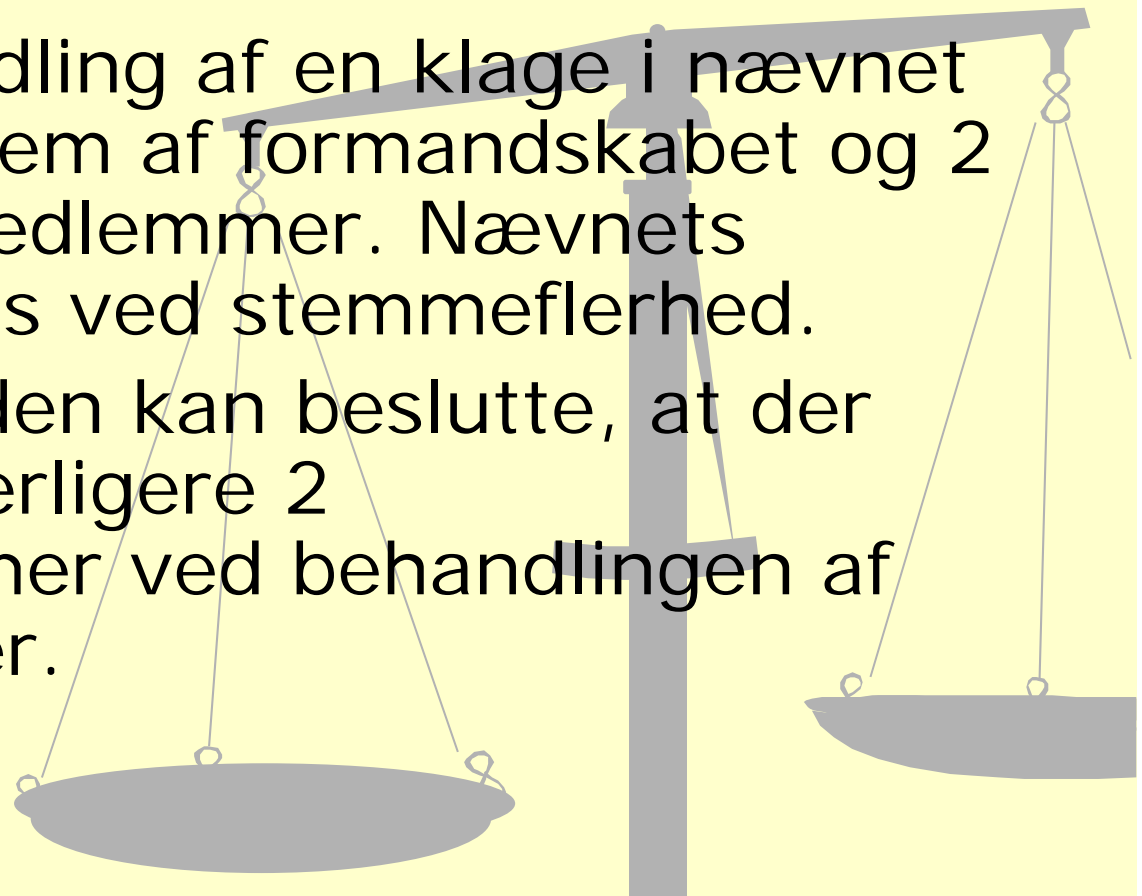 dling af en klage i nævnet
em af formandskabet og 2
edlemmer. Nævnets
s ved stemmeflerhed.
den kan beslutte, at der
erligere 2
ner ved behandlingen af
er.